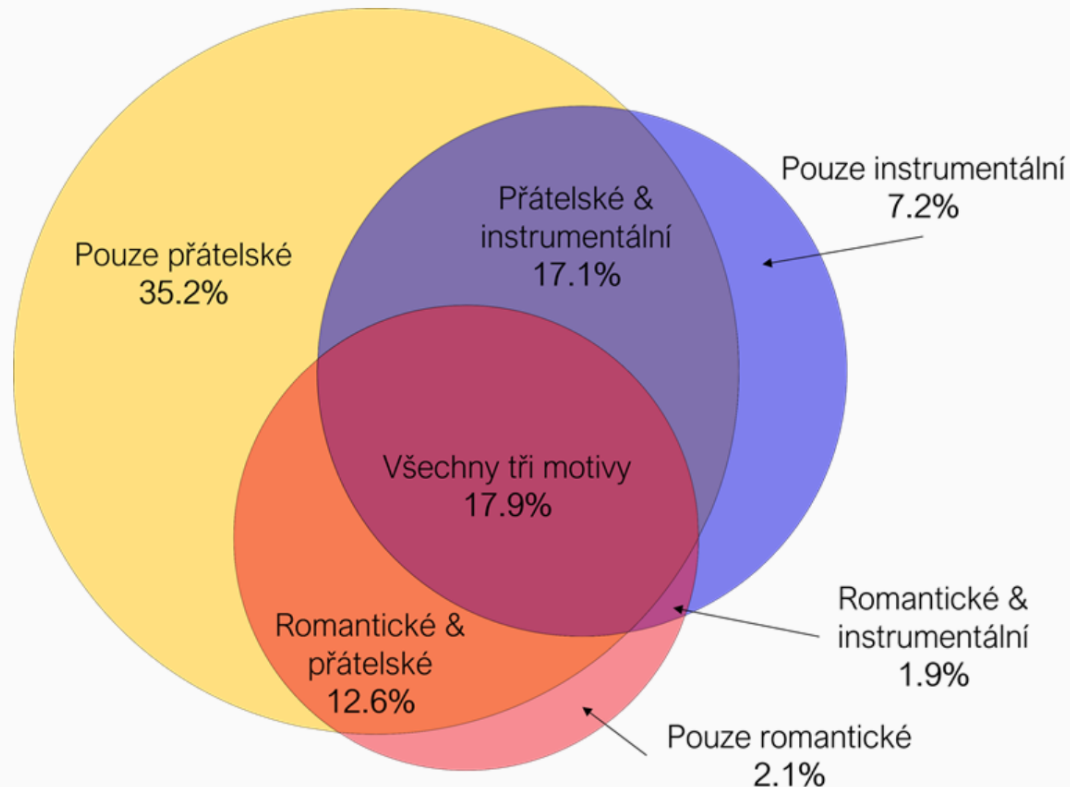 Pouze přátelské
35.2%
Přátelské &
instrumentální
17.1%
Pouze instrumentální
7.2%
Všechny tři motivy
17.9%
Romantické &
přátelské
12.6%
Romantické &
instrumentální
1.9%
Pouze romantické
2.1%